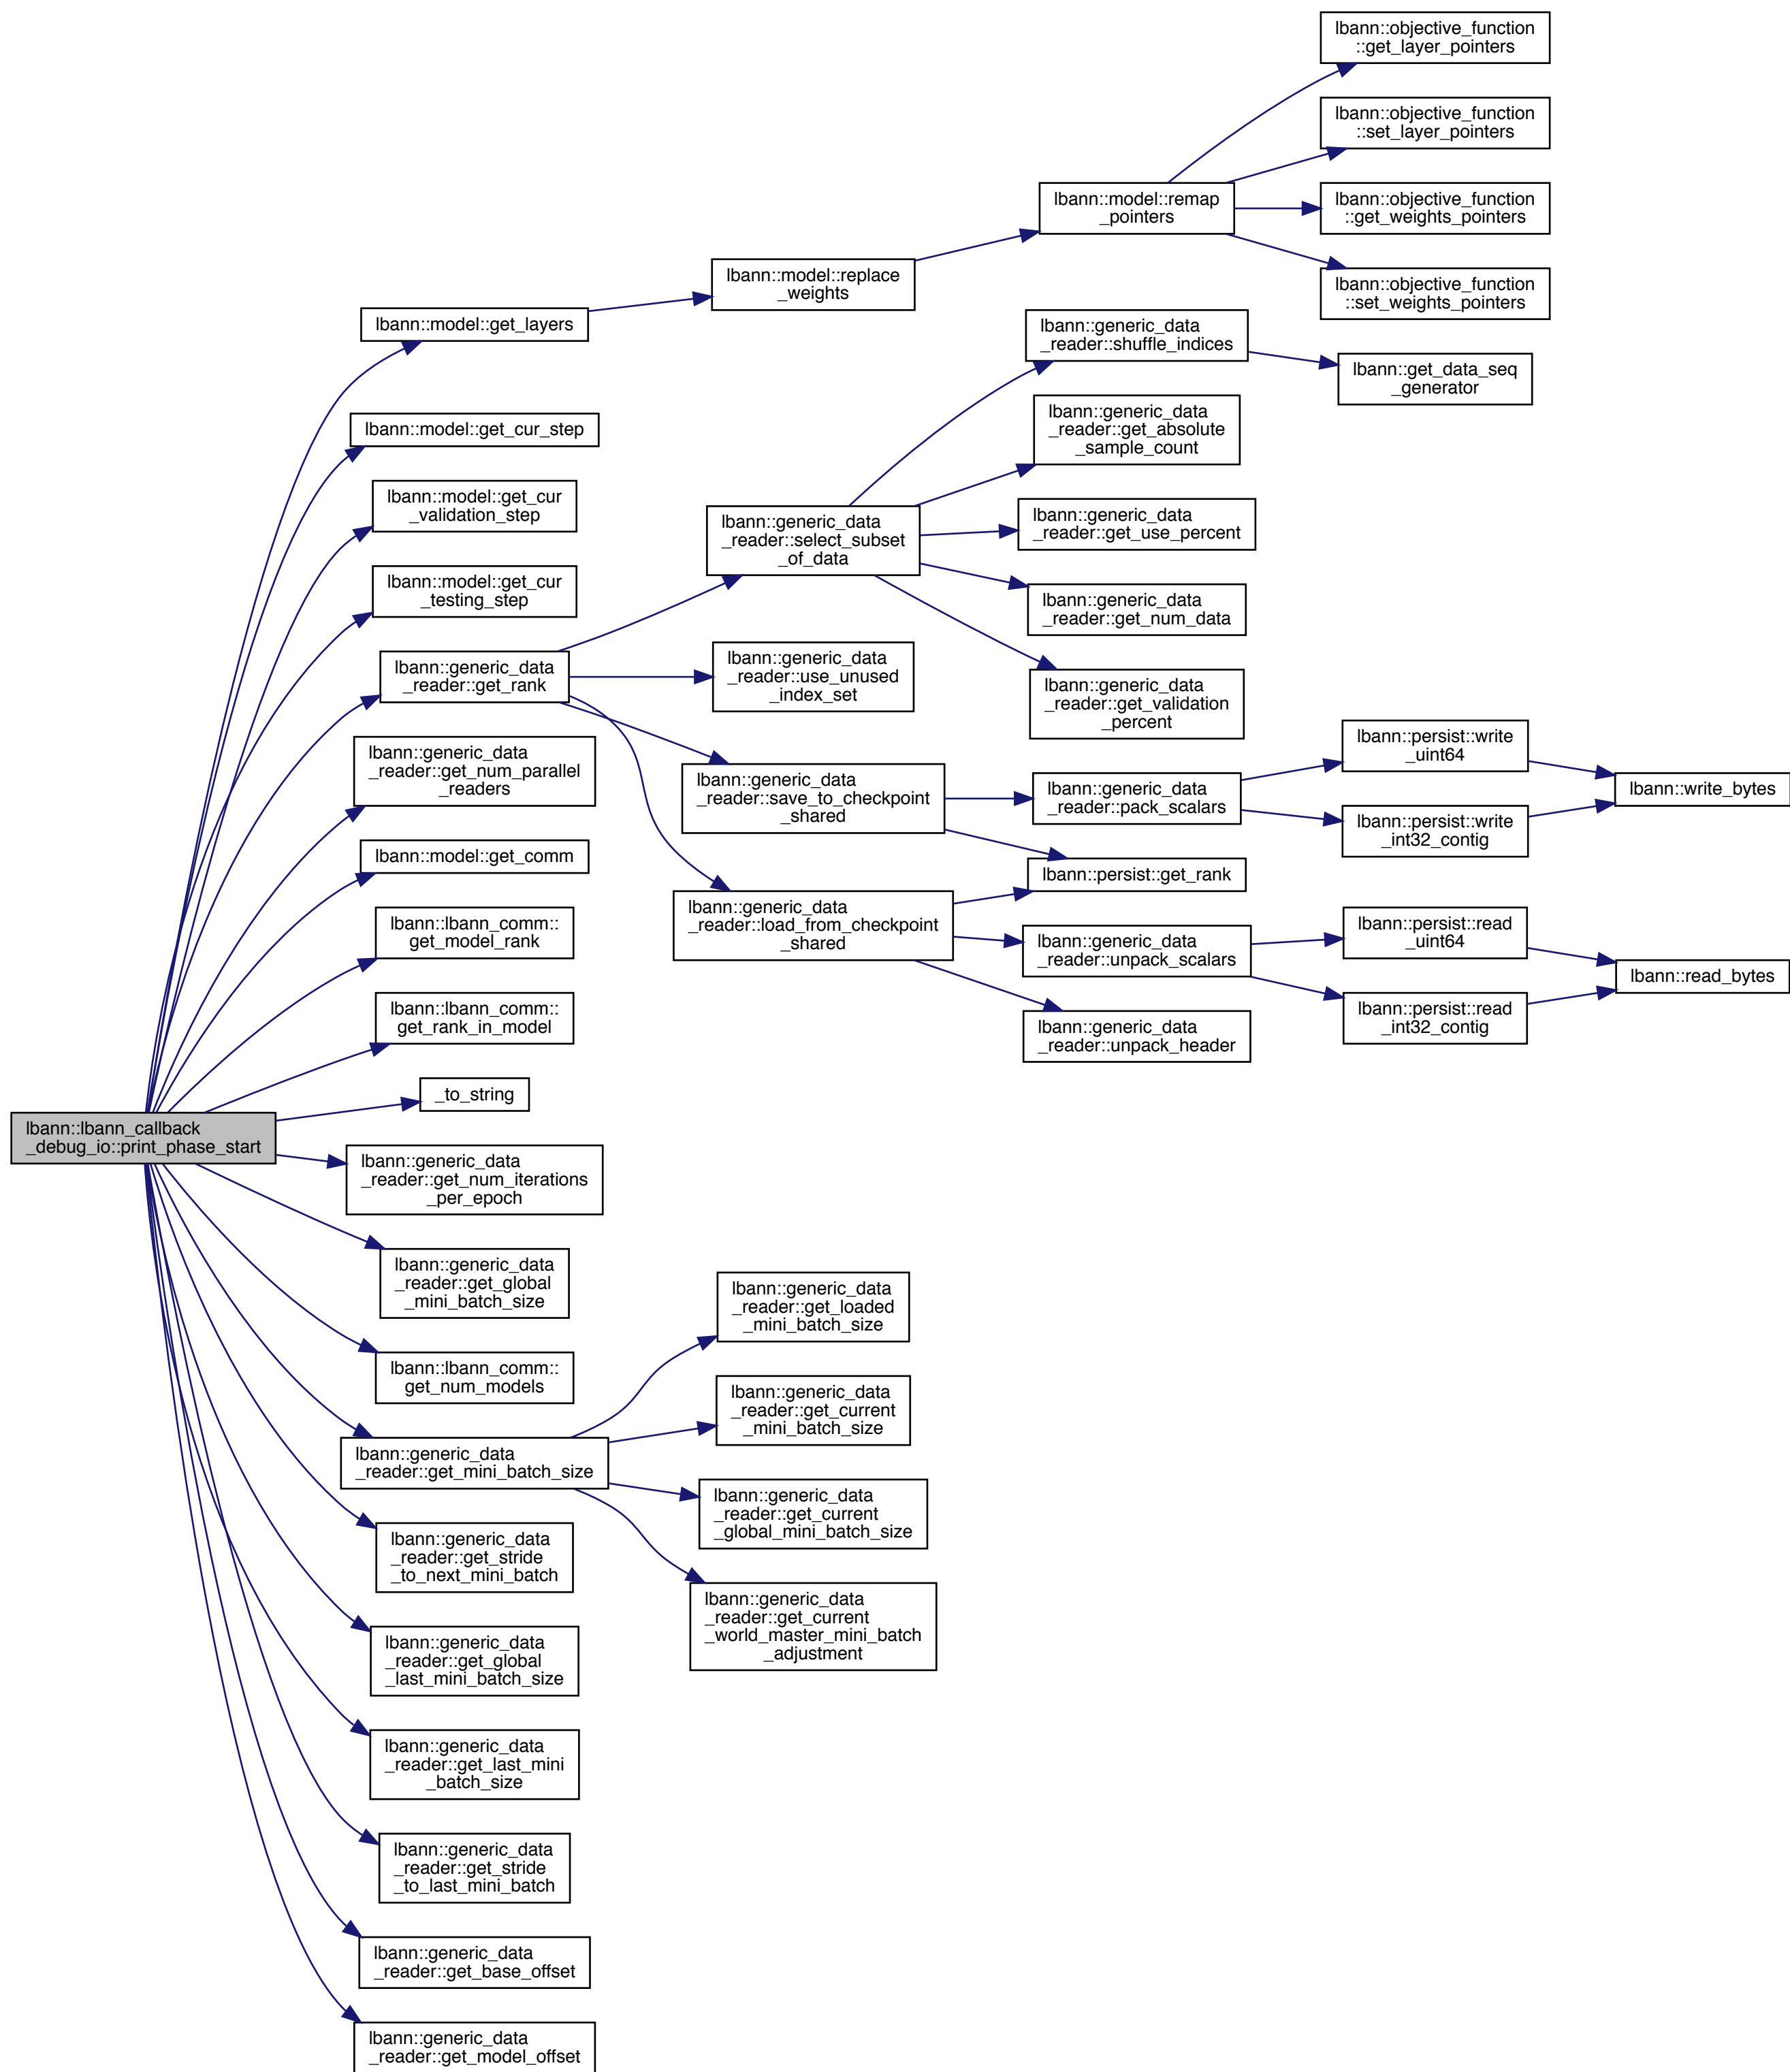 lbann::objective_function
::get_layer_pointers
lbann::objective_function
::set_layer_pointers
lbann::model::remap
_pointers
lbann::objective_function
::get_weights_pointers
lbann::objective_function
::set_weights_pointers
lbann::model::replace
_weights
lbann::model::get_layers
lbann::generic_data
_reader::shuffle_indices
lbann::get_data_seq
_generator
lbann::model::get_cur_step
lbann::generic_data
_reader::get_absolute
_sample_count
lbann::model::get_cur
_validation_step
lbann::generic_data
_reader::select_subset
_of_data
lbann::generic_data
_reader::get_use_percent
lbann::model::get_cur
_testing_step
lbann::generic_data
_reader::get_num_data
lbann::generic_data
_reader::get_rank
lbann::generic_data
_reader::use_unused
_index_set
lbann::generic_data
_reader::get_validation
_percent
lbann::generic_data
_reader::get_num_parallel
_readers
lbann::generic_data
_reader::save_to_checkpoint
_shared
lbann::generic_data
_reader::pack_scalars
lbann::persist::write
_uint64
lbann::persist::write
_int32_contig
lbann::write_bytes
lbann::model::get_comm
lbann::persist::get_rank
lbann::lbann_comm::
get_model_rank
lbann::generic_data
_reader::load_from_checkpoint
_shared
lbann::generic_data
_reader::unpack_scalars
lbann::persist::read
_uint64
lbann::persist::read
_int32_contig
lbann::read_bytes
lbann::lbann_comm::
get_rank_in_model
lbann::generic_data
_reader::unpack_header
_to_string
lbann::lbann_callback
_debug_io::print_phase_start
lbann::generic_data
_reader::get_num_iterations
_per_epoch
lbann::generic_data
_reader::get_global
_mini_batch_size
lbann::lbann_comm::
get_num_models
lbann::generic_data
_reader::get_loaded
_mini_batch_size
lbann::generic_data
_reader::get_current
_mini_batch_size
lbann::generic_data
_reader::get_mini_batch_size
lbann::generic_data
_reader::get_current
_global_mini_batch_size
lbann::generic_data
_reader::get_stride
_to_next_mini_batch
lbann::generic_data
_reader::get_current
_world_master_mini_batch
_adjustment
lbann::generic_data
_reader::get_global
_last_mini_batch_size
lbann::generic_data
_reader::get_last_mini
_batch_size
lbann::generic_data
_reader::get_stride
_to_last_mini_batch
lbann::generic_data
_reader::get_base_offset
lbann::generic_data
_reader::get_model_offset